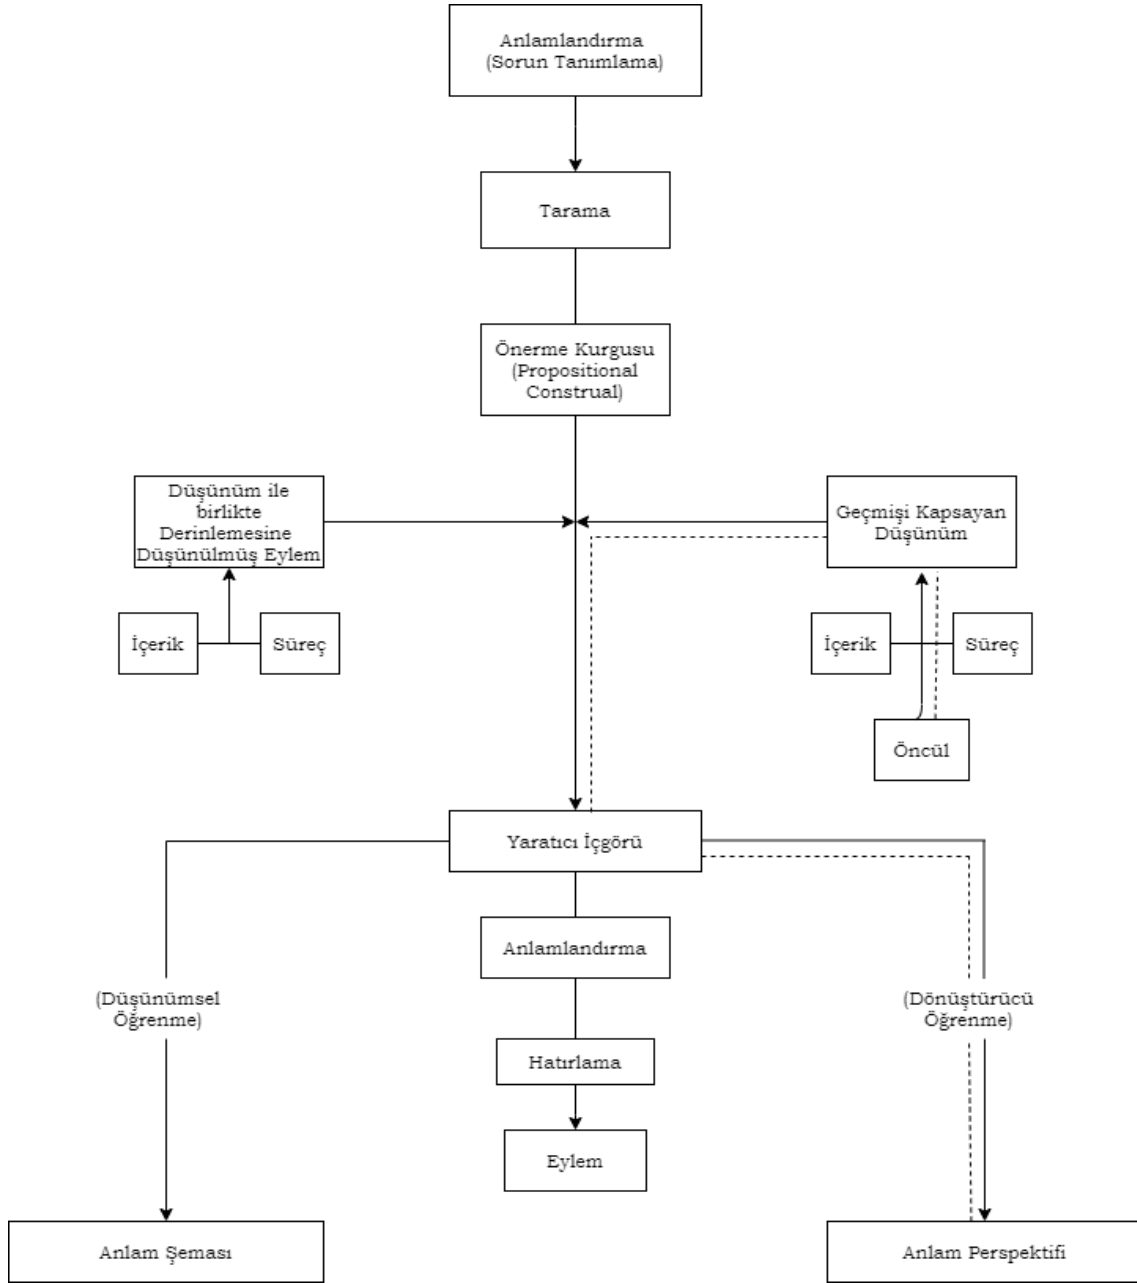 Anlamlandırma
(Sorun Tanımlama)
Tarama
Önerme Kurgusu
(Propositional
Construal)
Düşünüm ile
birlikte
Derinlemesine
Düşünülmüş Eylem
Geçmişi Kapsayan
Düşünüm
İçerik
Süreç
İçerik
Süreç
Öncül
Yaratıcı İçgörü
Anlamlandırma
(Düşünümsel
Öğrenme)
(Dönüştürücü
Öğrenme)
Hatırlama
Eylem
Anlam Şeması
Anlam Perspektifi